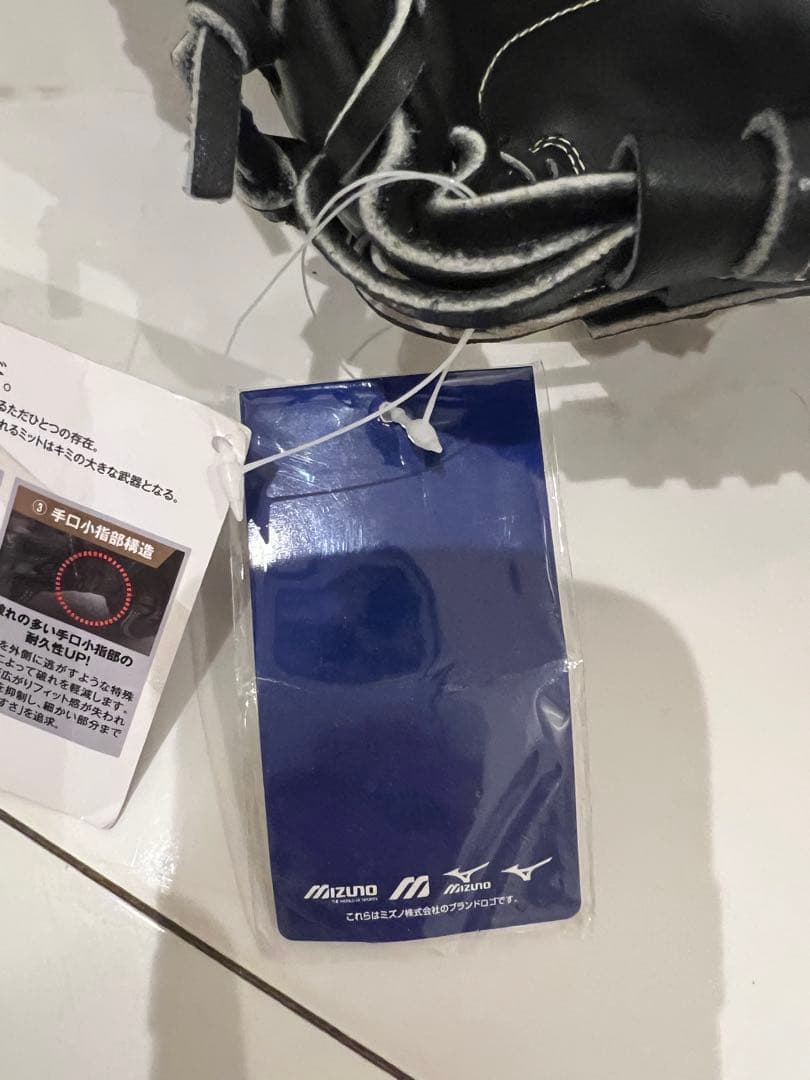 。
るただひとつの存在。
れるミットはキミの大きな武器となる。
③ 手口小指部構造
れの多い手口小指部の
耐久性UP!
を外側に逃がすような特殊
によって破れを軽減します。
広がりフィット感が失われ
を抑制し、細かい部分まで
すさ」を追求。
MIZUNO
THE WORLD OF SPORTS
MIZUNO
これらはミズノ株式会社のブランドロゴです。